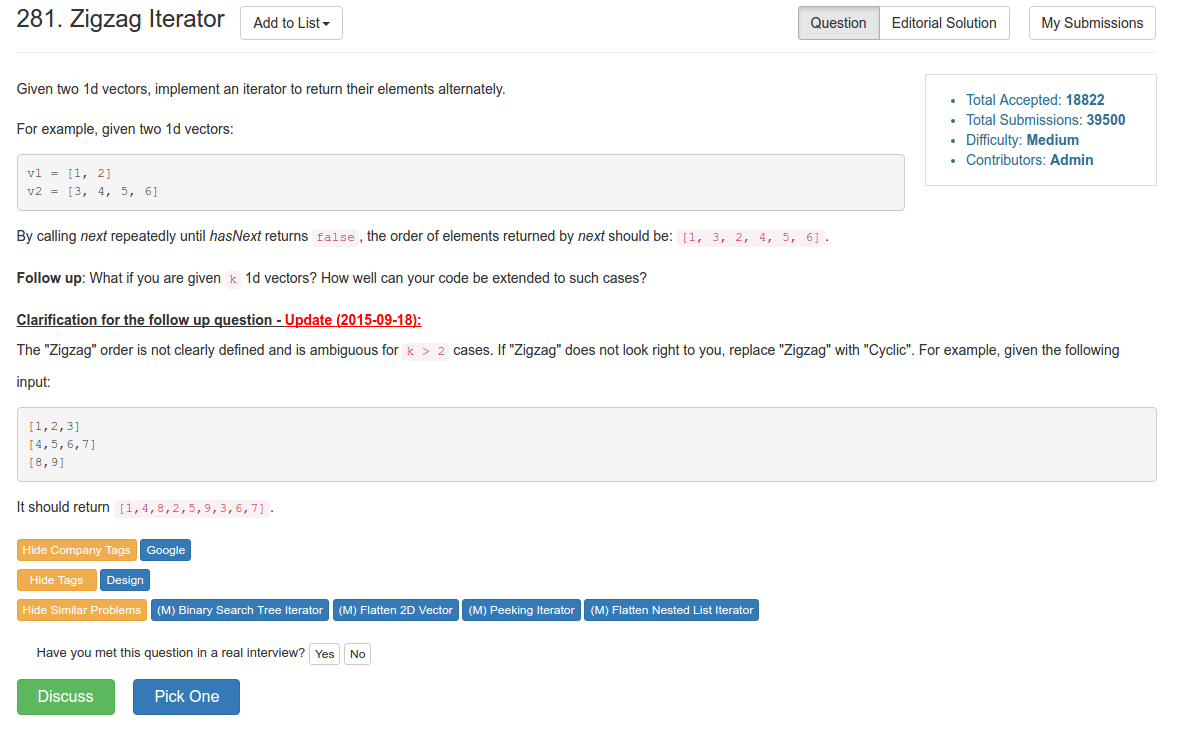 281. Zigzag Iterator Add to List Question Editorial Solution My Submissions
Given two 1d vectors, implement an iterator to return their elements alternately.
For example, given two 1d vectors:
v1 = [1, 2]
v2 = [3, 4, 5, 6]
Total Accepted: 18822
Total Submissions: 39500
Difficulty: Medium
Contributors: Admin
By calling next repeatedly until hasNext returns false, the order of elements returned by next should be: [1, 3, 2, 4, 5, 6].
Follow up: What if you are given k 1d vectors? How well can your code be extended to such cases?
Clarification for the follow up question - Update (2015-09-18):
The "Zigzag" order is not clearly defined and is ambiguous for k > 2 cases. If "Zigzag" does not look right to you, replace "Zigzag" with "Cyclic". For example, given the following
input:
[1,2,3]
[4,5,6,7]
[8,9]
It should return [1,4,8,2,5,9,3,6,7].
Hide Company Tags Google
Hide Tags Design
Hide Similar Problems (M) Binary Search Tree Iterator (M) Flatten 2D Vector (M) Peeking Iterator (M) Flatten Nested List Iterator
Have you met this question in a real interview? Yes No
Discuss Pick One